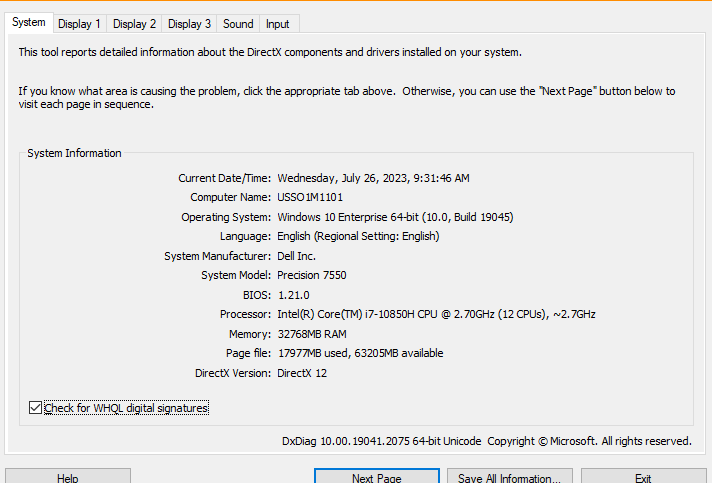 System Display 1 Display 2 Display 3 Sound Input
This tool reports detailed information about the DirectX components and drivers installed on your system.
If you know what area is causing the problem, click the appropriate tab above.  Otherwise, you can use the "Next Page" button below to
visit each page in sequence.
System Information
Current Date/Time: Wednesday, July 26, 2023, 9:31:46 AM
Computer Name: USSO1M1101
Operating System: Windows 10 Enterprise 64-bit (10.0, Build 19045)
Language: English (Regional Setting: English)
System Manufacturer: Dell Inc.
System Model: Precision 7550
BIOS: 1.21.0
Processor: Intel(R) Core(TM) i7-10850H CPU @ 2.70GHz (12 CPUs), ~2.7GHz
Memory: 32768MB RAM
Page file: 17977MB used, 63205MB available
DirectX Version: DirectX 12
Check for WHQL digital signatures
DxDiag 10.00.19041.2075 64-bit Unicode  Copyright © Microsoft. All rights reserved.
Help Next Page Save All Information... Exit